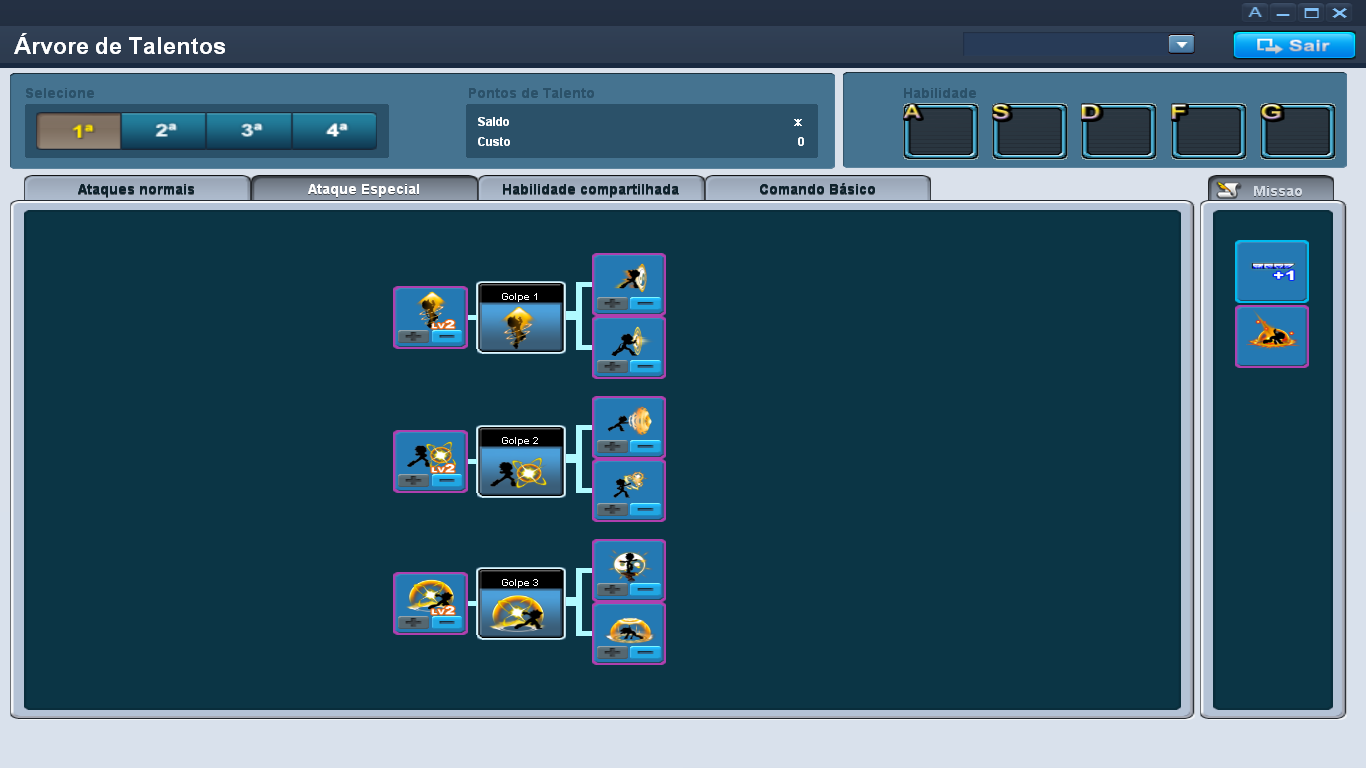 A
Árvore de Talentos
Sair
Selecione
1ª 2ª 3ª 4ª
Pontos de Talento
Saldo x
Custo 0
Habilidade
A S D F G
Ataques normais
Ataque Especial
Habilidade compartilhada
Comando Básico
Missao
Lv2
Golpe 1
Lv2
Golpe 2
Lv2
Golpe 3
+1